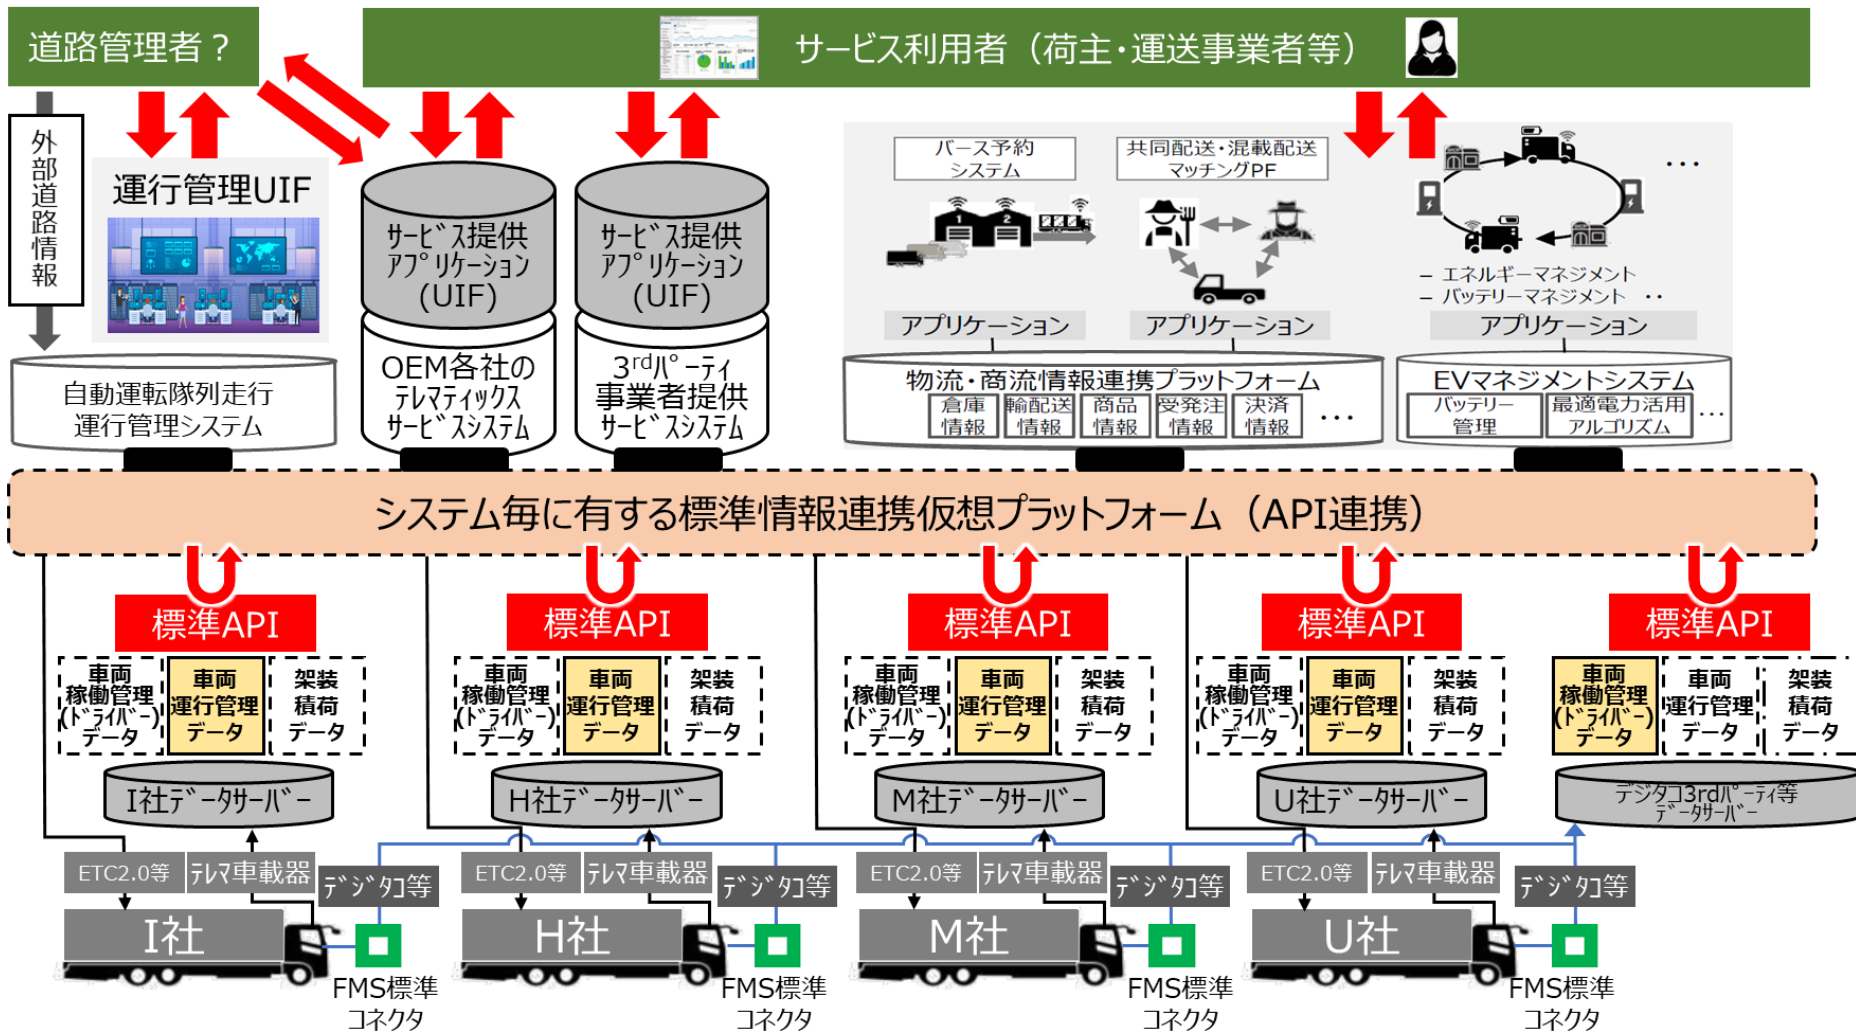 道路管理者？
サービス利用者（荷主・運送事業者等）
外部道路情報
運行管理UIF
自動運転隊列走行
運行管理システム
ｻｰﾋﾞｽ提供
ｱﾌﾟﾘｹｰｼｮﾝ
(UIF)
OEM各社の
ﾃﾚﾏﾃｨｯｸｽ
ｻｰﾋﾞｽｼｽﾃﾑ
ｻｰﾋﾞｽ提供
ｱﾌﾟﾘｹｰｼｮﾝ
(UIF)
3rdﾊﾟｰﾃｨ
事業者提供
ｻｰﾋﾞｽｼｽﾃﾑ
バース予約
システム
1
2
アプリケーション
共同配送・混載配送
マッチングPF
アプリケーション
･･･
– エネルギーマネジメント
– バッテリーマネジメント ･･
アプリケーション
物流・商流情報連携プラットフォーム
倉庫
情報
輸配送
情報
商品
情報
受発注
情報
決済
情報
･･･
EVマネジメントシステム
バッテリー
管理
最適電力活用
アルゴリズム
･･･
システム毎に有する標準情報連携仮想プラットフォーム（API連携）
標準API
標準API
標準API
標準API
標準API
車両
稼働管理
(ﾄﾞﾗｲﾊﾞｰ)
データ
車両
運行管理
データ
架装
積荷
データ
車両
稼働管理
(ﾄﾞﾗｲﾊﾞｰ)
データ
車両
運行管理
データ
架装
積荷
データ
車両
稼働管理
(ﾄﾞﾗｲﾊﾞｰ)
データ
車両
運行管理
データ
架装
積荷
データ
車両
稼働管理
(ﾄﾞﾗｲﾊﾞｰ)
データ
車両
運行管理
データ
架装
積荷
データ
車両
稼働管理
(ﾄﾞﾗｲﾊﾞｰ)
データ
車両
運行管理
データ
架装
積荷
データ
I社ﾃﾞｰﾀｻｰﾊﾞｰ
H社ﾃﾞｰﾀｻｰﾊﾞｰ
M社ﾃﾞｰﾀｻｰﾊﾞｰ
U社ﾃﾞｰﾀｻｰﾊﾞｰ
デジタコ3rdﾊﾟｰﾃｨ等
ﾃﾞｰﾀｻｰﾊﾞｰ
ETC2.0等
ﾃﾚﾏ車載器
ﾃﾞｼﾞﾀｺ等
ETC2.0等
ﾃﾚﾏ車載器
ﾃﾞｼﾞﾀｺ等
ETC2.0等
ﾃﾚﾏ車載器
ﾃﾞｼﾞﾀｺ等
ETC2.0等
ﾃﾚﾏ車載器
ﾃﾞｼﾞﾀｺ等
I社
H社
M社
U社
FMS標準
ｺﾈｸﾀ
FMS標準
ｺﾈｸﾀ
FMS標準
ｺﾈｸﾀ
FMS標準
ｺﾈｸﾀ